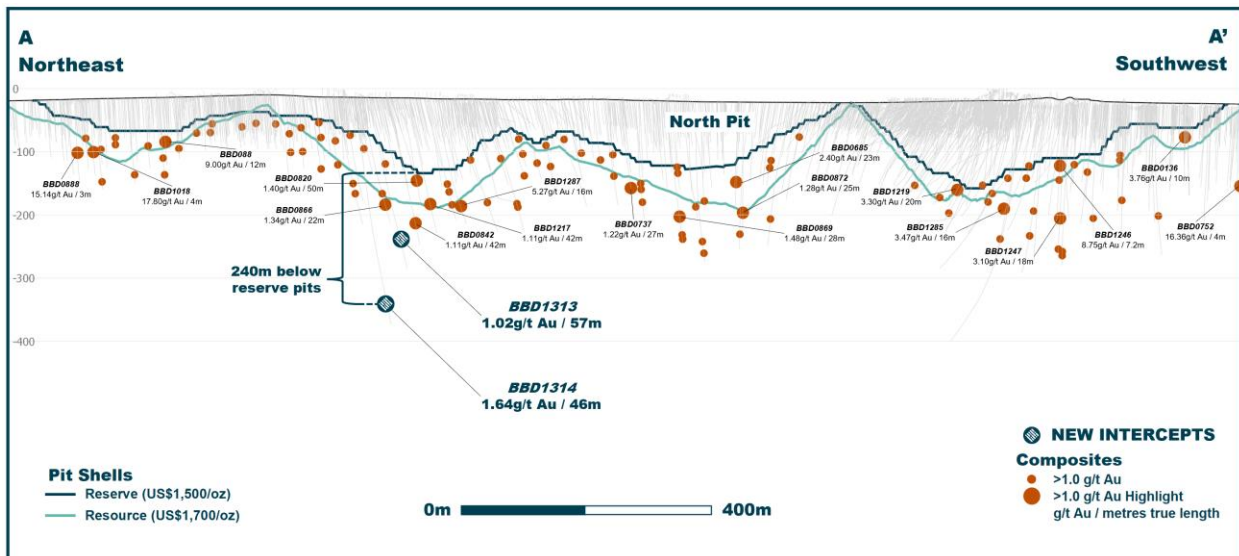 A
Northeast
A'
Southwest
0
-100
-200
-300
-400
North Pit
BBD0888
15.14g/t Au / 3m
BBD1018
17.80g/t Au / 4m
BBD088
9.00g/t Au / 12m
BBD0820
1.40g/t Au / 50m
BBD0866
1.34g/t Au / 22m
BBD0842
1.11g/t Au / 42m
BBD1217
1.11g/t Au / 42m
BBD1287
5.27g/t Au / 16m
BBD0737
1.22g/t Au / 27m
BBD0869
1.48g/t Au / 28m
BBD0685
2.40g/t Au / 23m
BBD0872
1.28g/t Au / 25m
BBD1219
3.30g/t Au / 20m
BBD1285
3.47g/t Au / 16m
BBD1247
3.10g/t Au / 18m
BBD1246
8.75g/t Au / 7.2m
BBD0136
3.76g/t Au / 10m
BBD0752
16.36g/t Au / 4m
240m below
reserve pits
BBD1313
1.02g/t Au / 57m
BBD1314
1.64g/t Au / 46m
Pit Shells
Reserve (US$1,500/oz)
Resource (US$1,700/oz)
0m
400m
NEW INTERCEPTS
Composites
>1.0 g/t Au
>1.0 g/t Au Highlight
g/t Au / metres true length